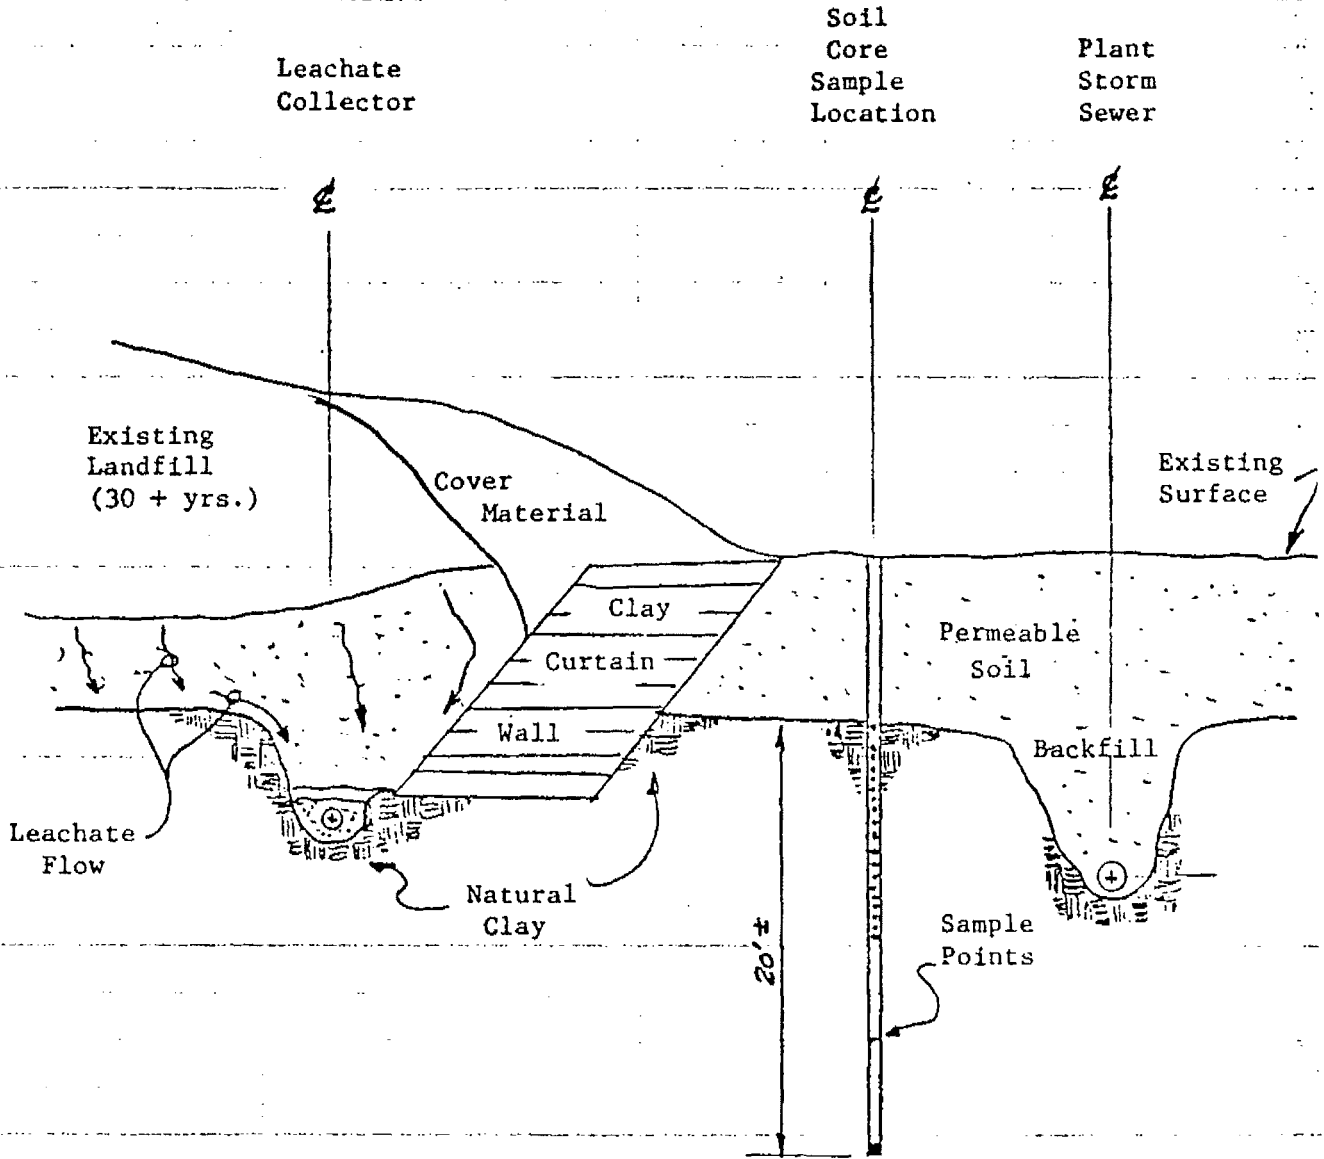 Soil
Core
Sample
Location
Plant
Storm
Sewer
Leachate
Collector
℄
℄
℄
Existing
Landfill
(30 + yrs.)
Cover
Material
Existing
Surface
Clay
Curtain
Wall
Permeable
Soil
Backfill
Leachate
Flow
Natural
Clay
20' ±
Sample
Points